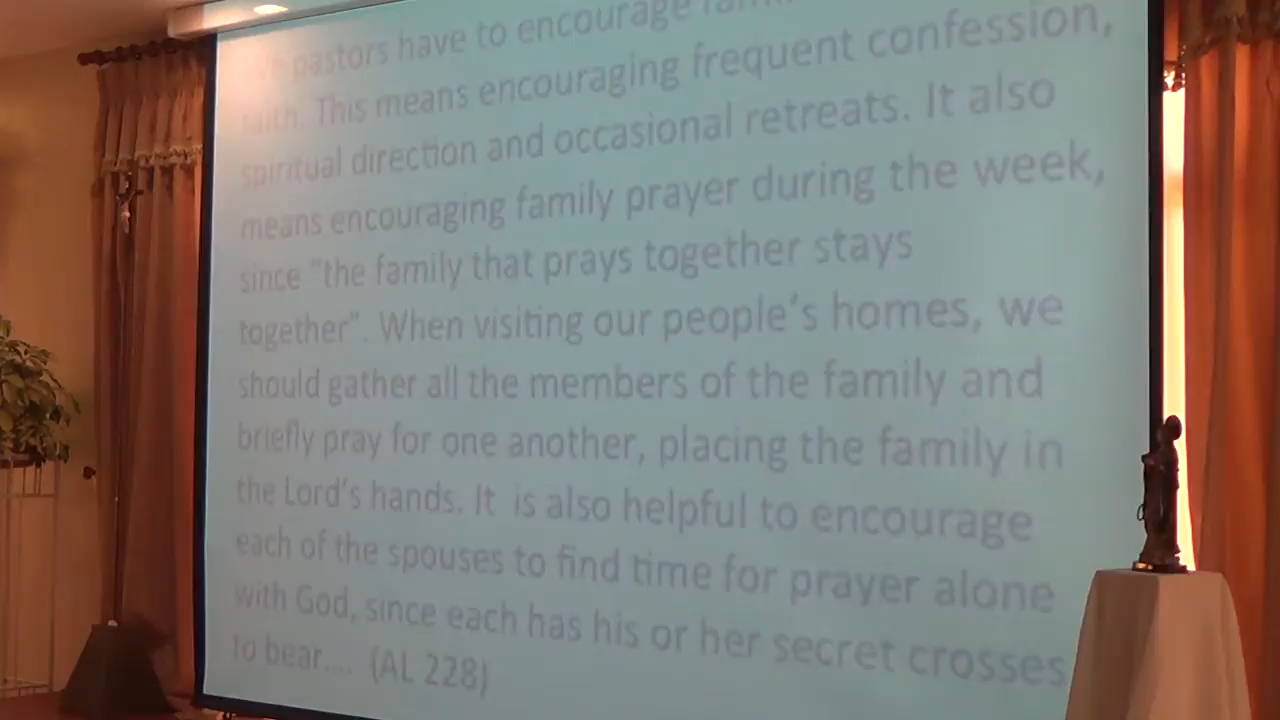 pastors have to encourage
faith. This means encouraging frequent confession,
spiritual direction and occasional retreats. It also
means encouraging family prayer during the week,
since "the family that prays together stays
together". When visiting our people's homes, we
should gather all the members of the family and
briefly pray for one another, placing the family in
the Lord's hands. It is also helpful to encourage
each of the spouses to find time for prayer alone
with God, since each has his or her secret crosses
to bear.... (AL 228)